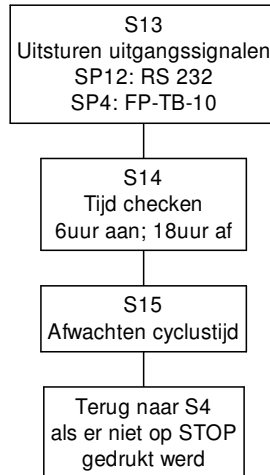 S13
Uitsturen uitgangssignalen
SP12: RS 232
SP4: FP-TB-10
S14
Tijd checken
6uur aan; 18uur af
S15
Afwachten cyclustijd
Terug naar S4
als er niet op STOP
gedrukt werd